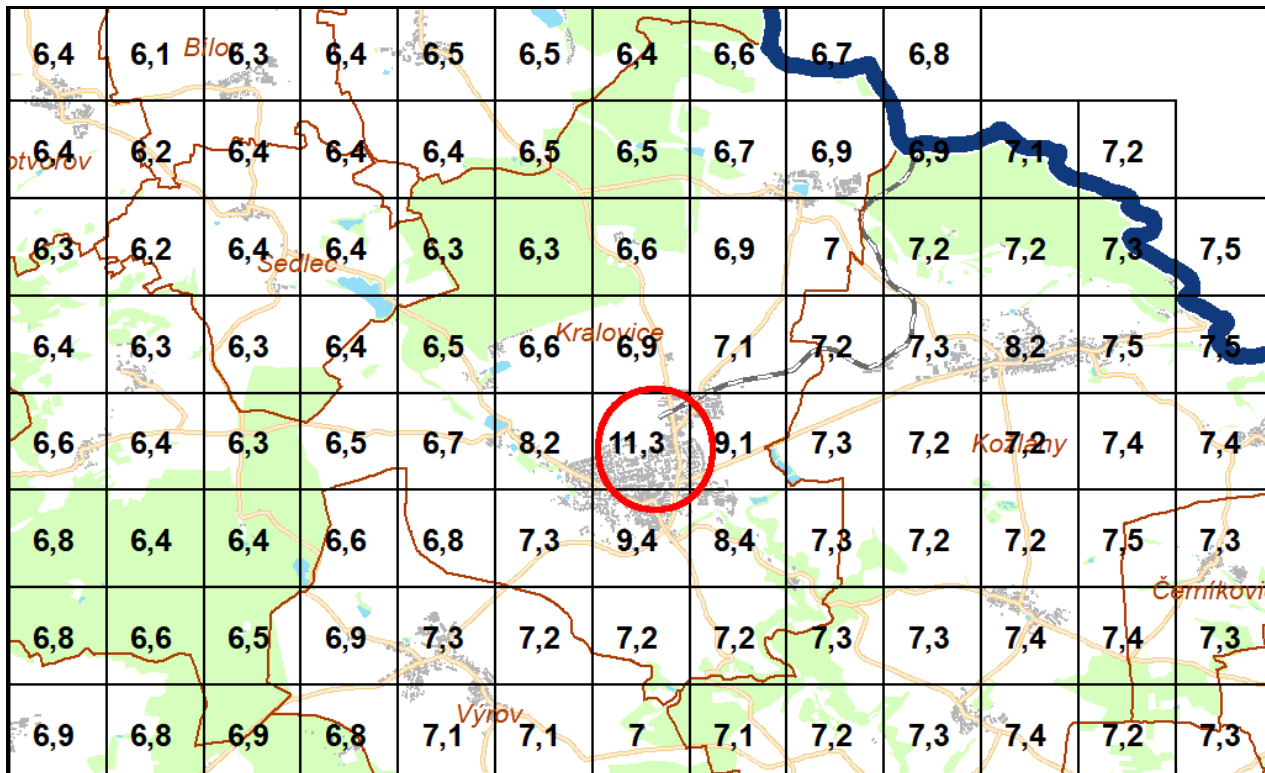 6,4 6,1 Bílov 6,3 6,4 6,5 6,5 6,4 6,6 6,7 6,8
6,4 6,2 6,4 6,4 6,4 6,5 6,5 6,7 6,9 6,9 7,1 7,2
otvorov
6,3 6,2 6,4 6,4 6,3 6,3 6,6 6,9 7 7,2 7,2 7,3 7,5
Sedlec
Kralovice
6,4 6,3 6,3 6,4 6,5 6,6 6,9 7,1 7,2 7,3 8,2 7,5 7,5
6,6 6,4 6,3 6,5 6,7 8,2 11,3 9,1 7,3 7,2 7,2 7,4 7,4
Kožlany
6,8 6,4 6,4 6,6 6,8 7,3 9,4 8,4 7,3 7,2 7,2 7,5 7,3
Černíkovic
6,8 6,6 6,5 6,9 7,3 7,2 7,2 7,2 7,3 7,3 7,4 7,4 7,3
Výrov
6,9 6,8 6,9 6,8 7,1 7,1 7 7,1 7,2 7,3 7,4 7,2 7,3